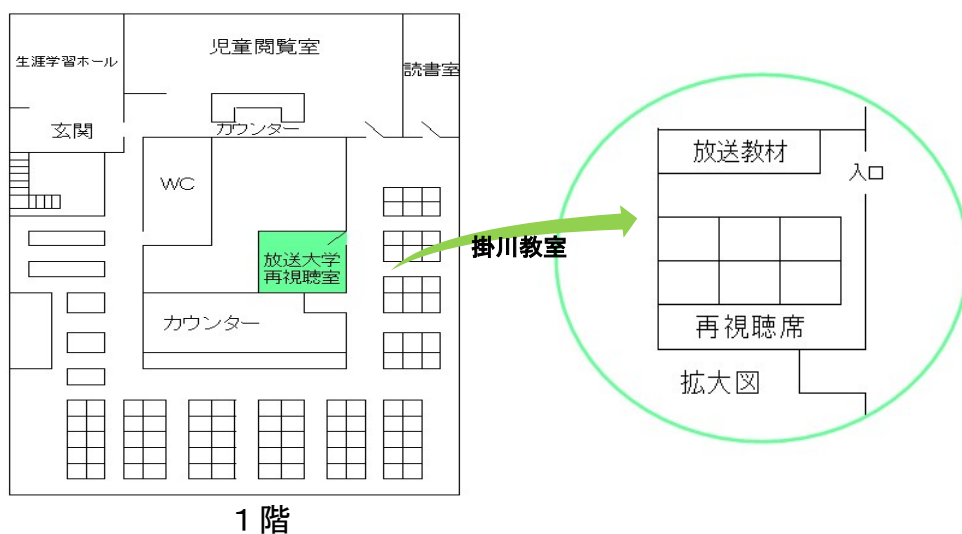 児童閲覧室
生涯学習ホール
読書室
玄関
カウンター
WC
放送大学
再視聴室
カウンター
1階
掛川教室
放送教材
入口
再視聴席
拡大図